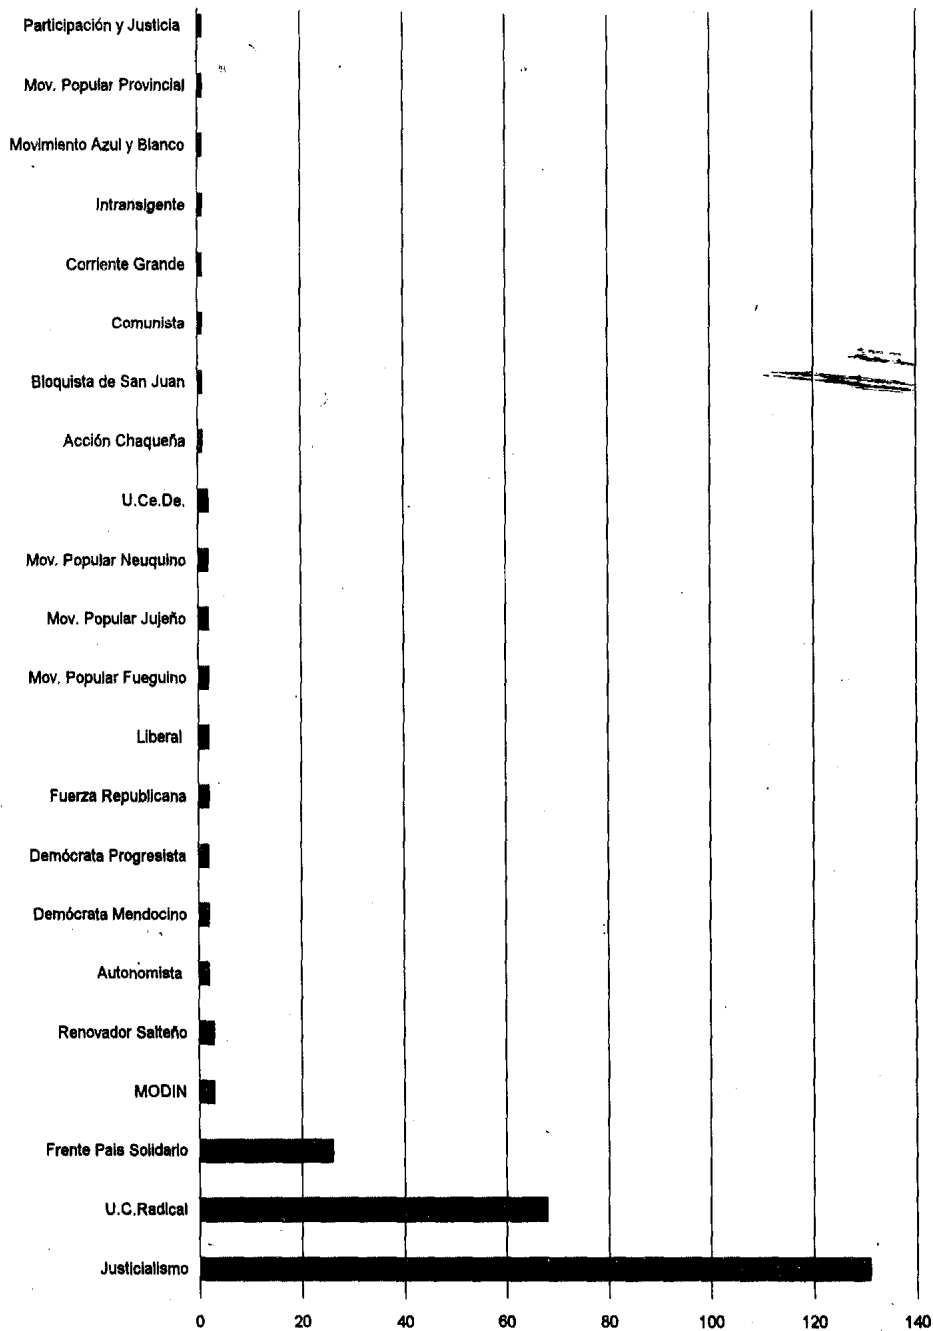 Participación y Justicia
Mov. Popular Provincial
Movimiento Azul y Blanco
Intransigente
Corriente Grande
Comunista
Bloquista de San Juan
Acción Chaqueña
U.Ce.De.
Mov. Popular Neuquino
Mov. Popular Jujeño
Mov. Popular Fueguino
Liberal
Fuerza Republicana
Demócrata Progresista
Demócrata Mendocino
Autonomista
Renovador Salteño
MODIN
Frente Pais Solidario
U.C.Radical
Justicialismo
0 20 40 60 80 100 120 140